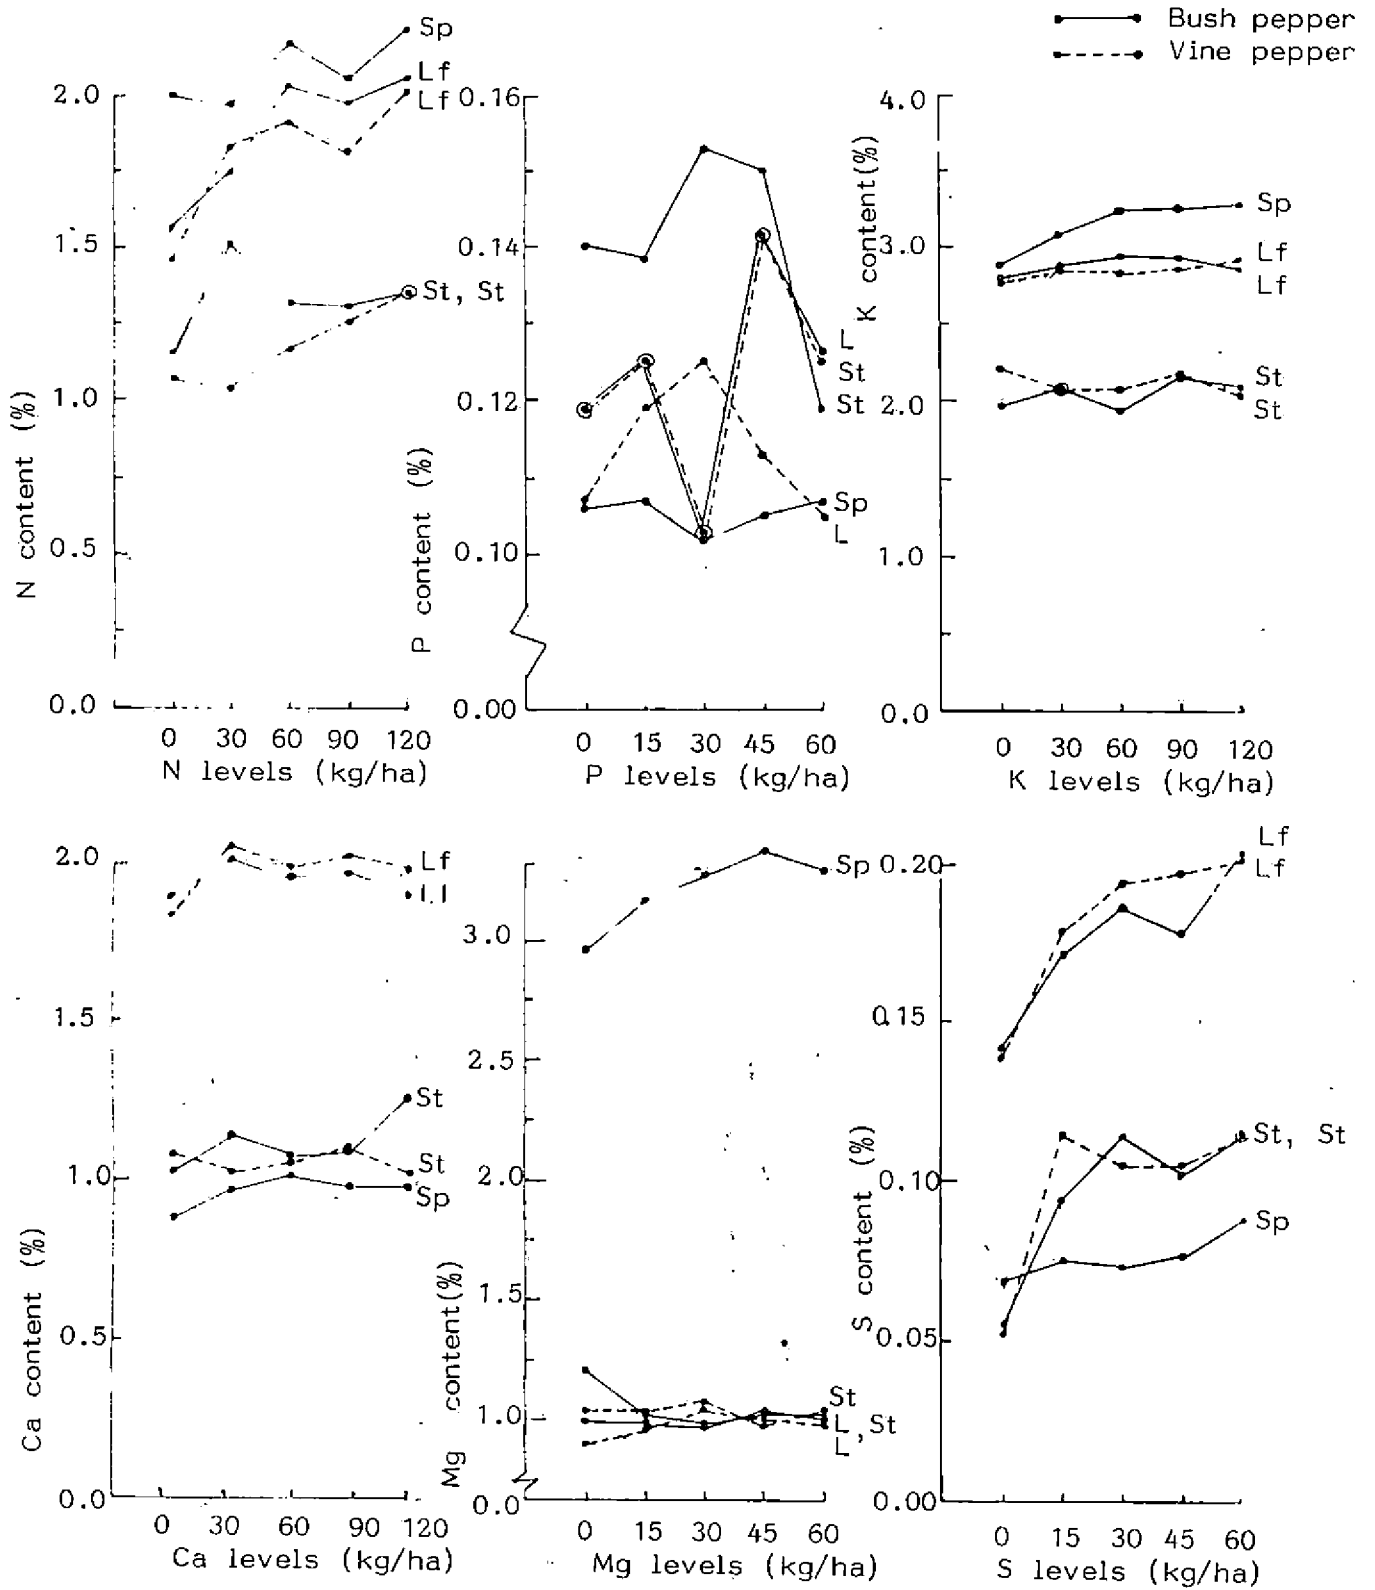 Bush pepper
Vine pepper
N content (%)
2.0
1.5
1.0
0.5
0.0
Sp
Lf
Lf
St, St
0 30 60 90 120
N levels (kg/ha)
P content (%)
0.16
0.14
0.12
0.10
0.00
L
St
St
Sp
L
0 15 30 45 60
P levels (kg/ha)
K content(%)
4.0
3.0
2.0
1.0
0.0
Sp
Lf
Lf
St
St
0 30 60 90 120
K levels (kg/ha)
Ca content (%)
2.0
1.5
1.0
0.5
0.0
Lf
St
St
Sp
0 30 60 90 120
Ca levels (kg/ha)
Mg content(%)
3.0
2.5
2.0
1.5
1.0
0.0
Sp
St
L,St
L
0 15 30 45 60
Mg levels (kg/ha)
S content (%)
0.20
0.15
0.10
0.05
0.00
Lf
Lf
St, St
Sp
0 15 30 45 60
S levels (kg/ha)